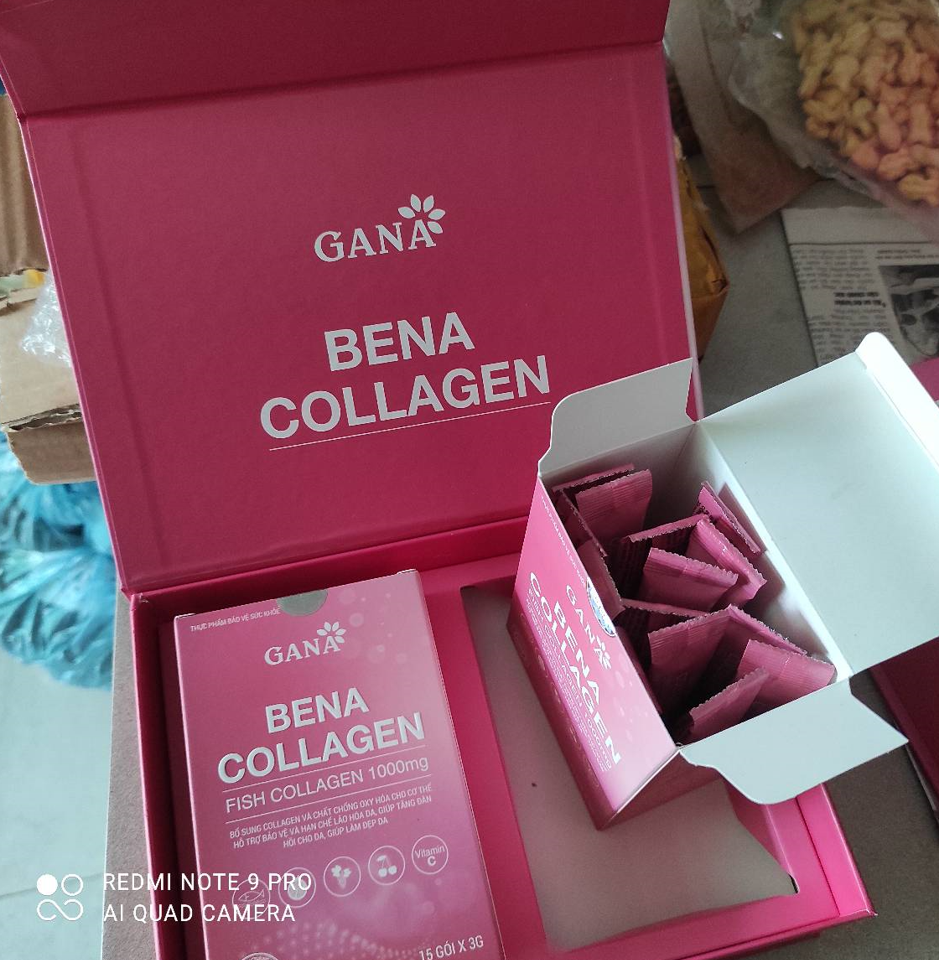 GANA
BENA
COLLAGEN
THỰC PHẨM BẢO VỆ SỨC KHỎE
GANA
BENA
COLLAGEN
FISH COLLAGEN 1000mg
BỔ SUNG COLLAGEN VÀ CHẤT CHỐNG OXY HÓA CHO CƠ THỂ
HỖ TRỢ BẢO VỆ VÀ HẠN CHẾ LÃO HÓA DA, GIÚP TĂNG ĐÀN
HỒI CHO DA, GIÚP LÀM ĐẸP DA
Vitamin
C
15 GÓI X 3G
GANA
BENA
COLLAGEN
REDMI NOTE 9 PRO
AI QUAD CAMERA